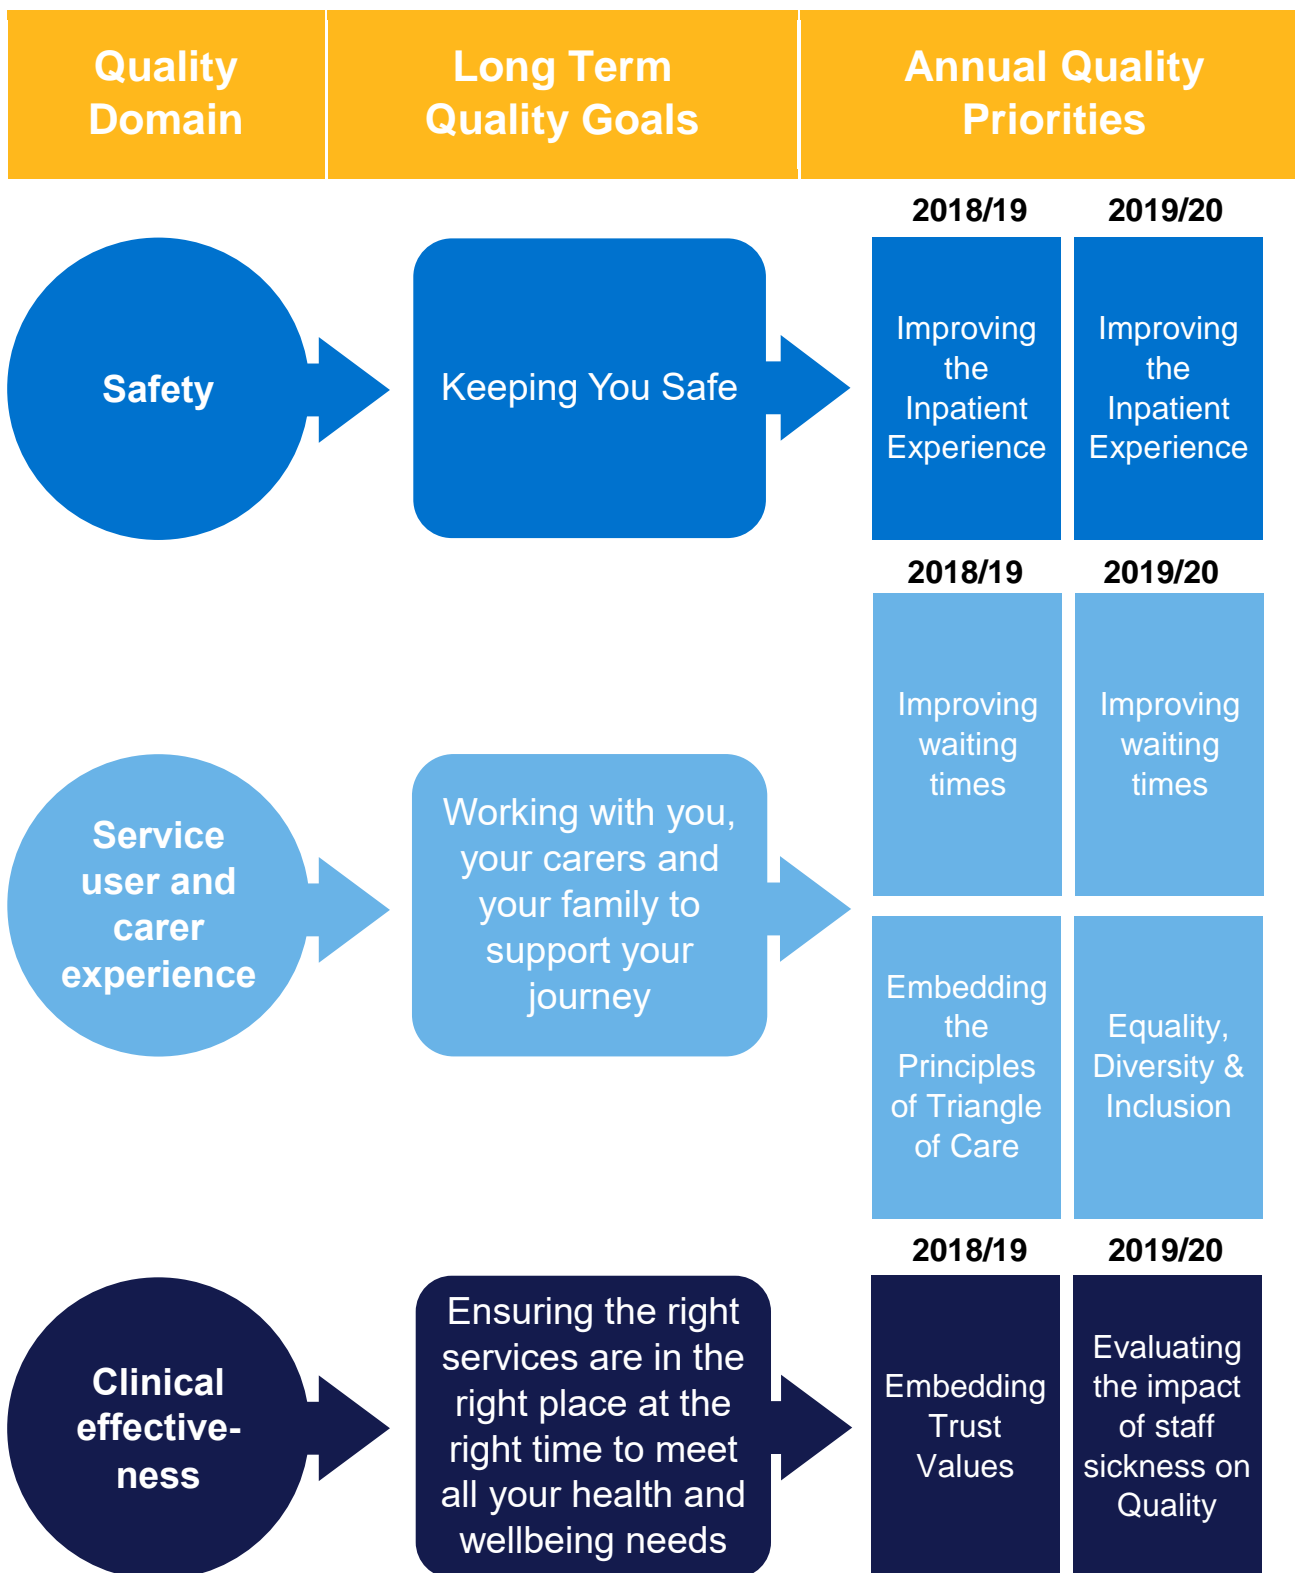 Quality
Domain
Long Term
Quality Goals
Annual Quality
Priorities
2018/19
2019/20
Safety
Keeping You Safe
Improving
the
Inpatient
Experience
Improving
the
Inpatient
Experience
2018/19
2019/20
Service
user and
carer
experience
Working with you,
your carers and
your family to
support your
journey
Improving
waiting
times
Improving
waiting
times
Embedding
the
Principles
of Triangle
of Care
Equality,
Diversity &
Inclusion
2018/19
2019/20
Clinical
effective-
ness
Ensuring the right
services are in the
right place at the
right time to meet
all your health and
wellbeing needs
Embedding
Trust
Values
Evaluating
the impact
of staff
sickness on
Quality